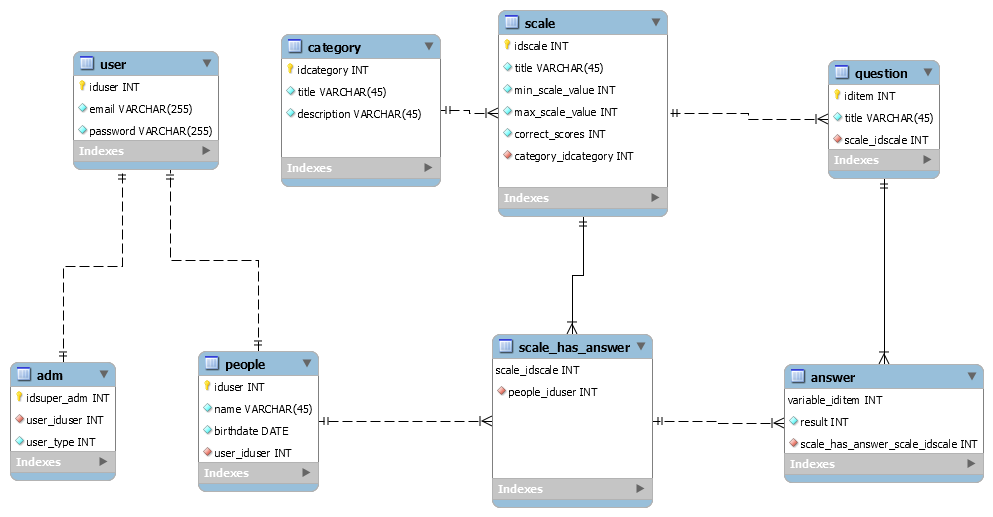 user
iduser INT
email VARCHAR(255)
password VARCHAR(255)
Indexes
category
idcategory INT
title VARCHAR(45)
description VARCHAR(45)
Indexes
scale
idscale INT
title VARCHAR(45)
min_scale_value INT
max_scale_value INT
correct_scores INT
category_idcategory INT
Indexes
question
iditem INT
title VARCHAR(45)
scale_idscale INT
Indexes
adm
idsuper_adm INT
user_iduser INT
user_type INT
Indexes
people
iduser INT
name VARCHAR(45)
birthdate DATE
user_iduser INT
Indexes
scale_has_answer
scale_idscale INT
people_iduser INT
Indexes
answer
variable_iditem INT
result INT
scale_has_answer_scale_idscale INT
Indexes